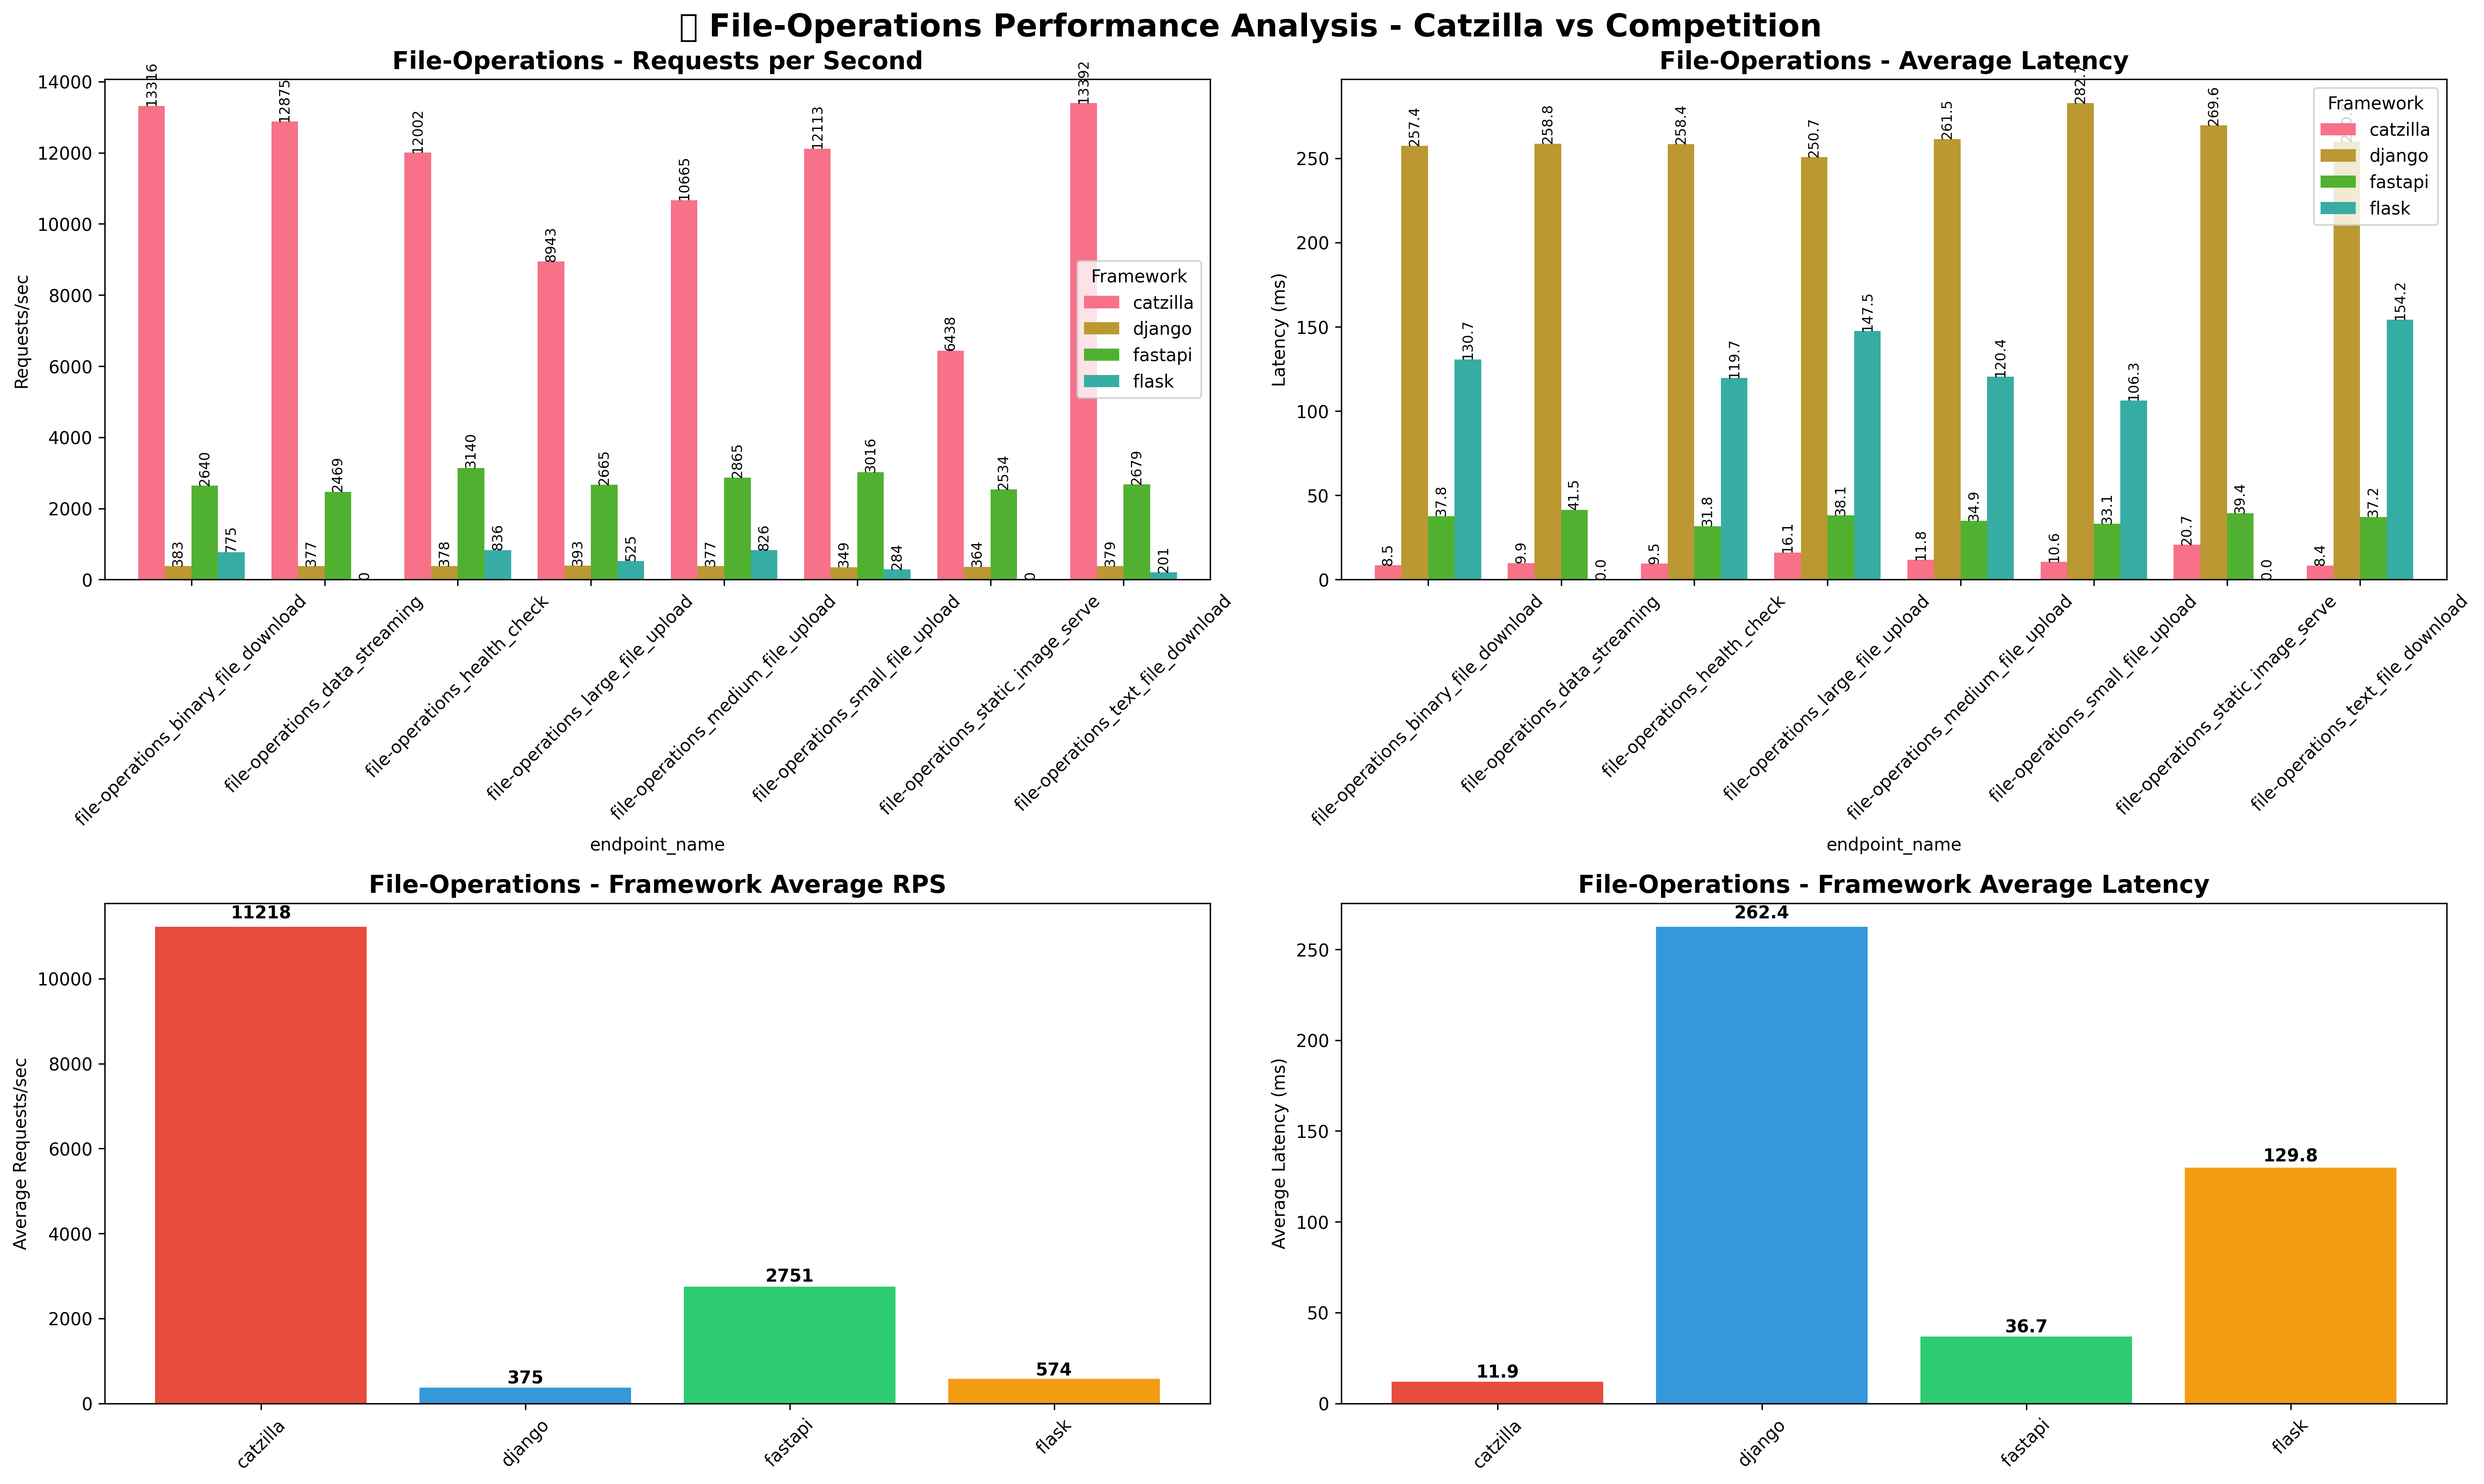 File-Operations Performance Analysis - Catzilla vs Competition
File-Operations - Requests per Second
Requests/sec
14000
12000
10000
8000
6000
4000
2000
0
13316
383
2640
775
12875
377
2469
0
12002
378
3140
836
8943
393
2665
525
10665
377
2865
826
12113
349
3016
284
6438
364
2534
0
13392
379
2679
201
Framework
catzilla
django
fastapi
flask
file-operations_binary_file_download
file-operations_data_streaming
file-operations_health_check
file-operations_large_file_upload
file-operations_medium_file_upload
file-operations_small_file_upload
file-operations_static_image_serve
file-operations_text_file_download
endpoint_name
File-Operations - Average Latency
Latency (ms)
250
200
150
100
50
0
8.5
257.4
37.8
130.7
9.9
258.8
41.5
0.0
9.5
258.4
31.8
119.7
16.1
250.7
38.1
147.5
11.8
261.5
34.9
120.4
10.6
33.1
106.3
20.7
269.6
39.4
0.0
8.4
37.2
154.2
Framework
catzilla
django
fastapi
flask
file-operations_binary_file_download
file-operations_data_streaming
file-operations_health_check
file-operations_large_file_upload
file-operations_medium_file_upload
file-operations_small_file_upload
file-operations_static_image_serve
file-operations_text_file_download
endpoint_name
File-Operations - Framework Average RPS
Average Requests/sec
10000
8000
6000
4000
2000
0
11218
375
2751
574
catzilla
django
fastapi
flask
File-Operations - Framework Average Latency
Average Latency (ms)
250
200
150
100
50
0
11.9
262.4
36.7
129.8
catzilla
django
fastapi
flask